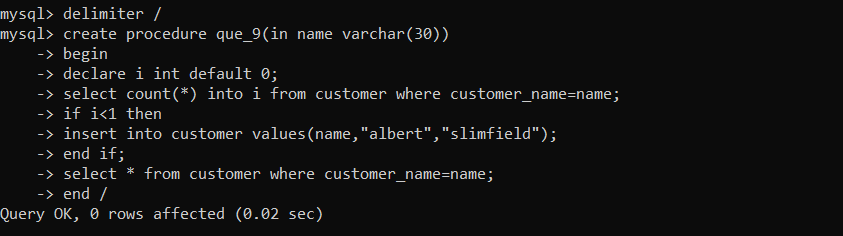 mysql> delimiter /
mysql> create procedure que_9(in name varchar(30))
    -> begin
    -> declare i int default 0;
    -> select count(*) into i from customer where customer_name=name;
    -> if i<1 then
    -> insert into customer values(name,"albert","slimfield");
    -> end if;
    -> select * from customer where customer_name=name;
    -> end /
Query OK, 0 rows affected (0.02 sec)